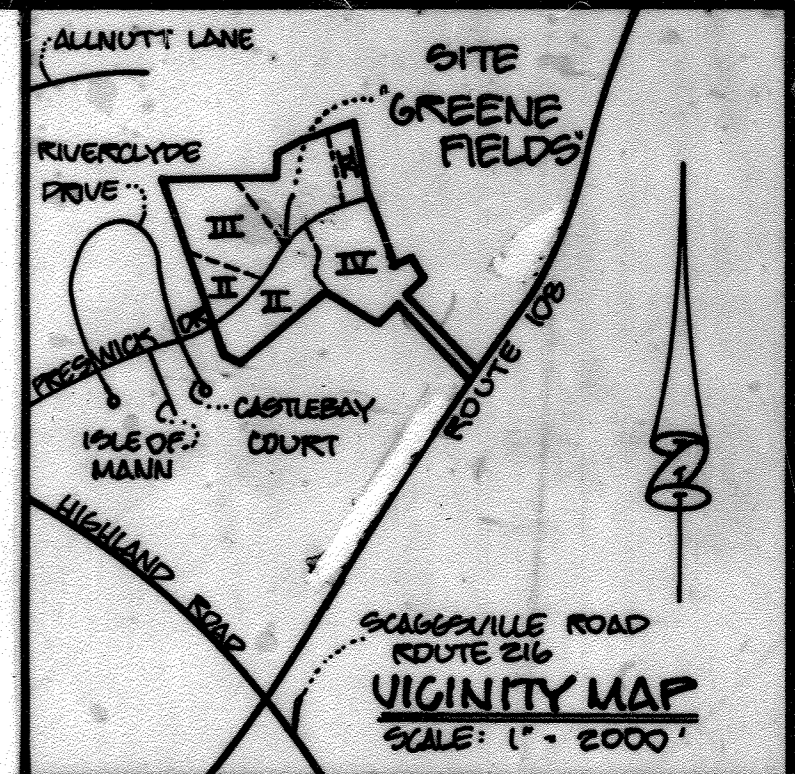 ALLNUTT LANE
SITE
"GREENE
FIELDS"
RIVERCLYDE
DRIVE
III
II
II
IV
PRESWICK DR
ROUTE 108
CASTLEBAY
COURT
ISLE OF
MANN
HIGHLAND ROAD
N
SCAGGSVILLE ROAD
ROUTE 216
VICINITY MAP
SCALE: 1" = 2000'